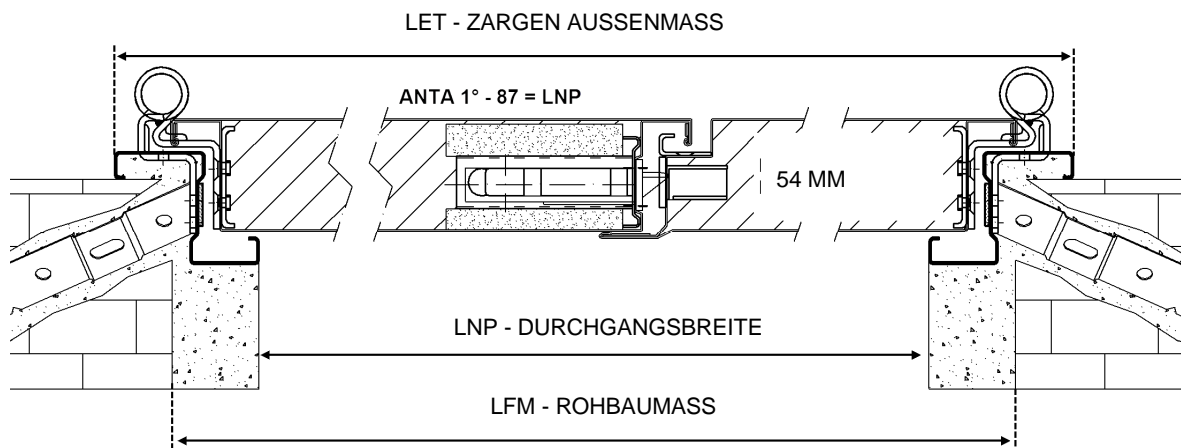 LET - ZARGEN AUSSENMASS
ANTA 1° - 87 = LNP
54 MM
LNP - DURCHGANGSBREITE
LFM - ROHBAUMASS